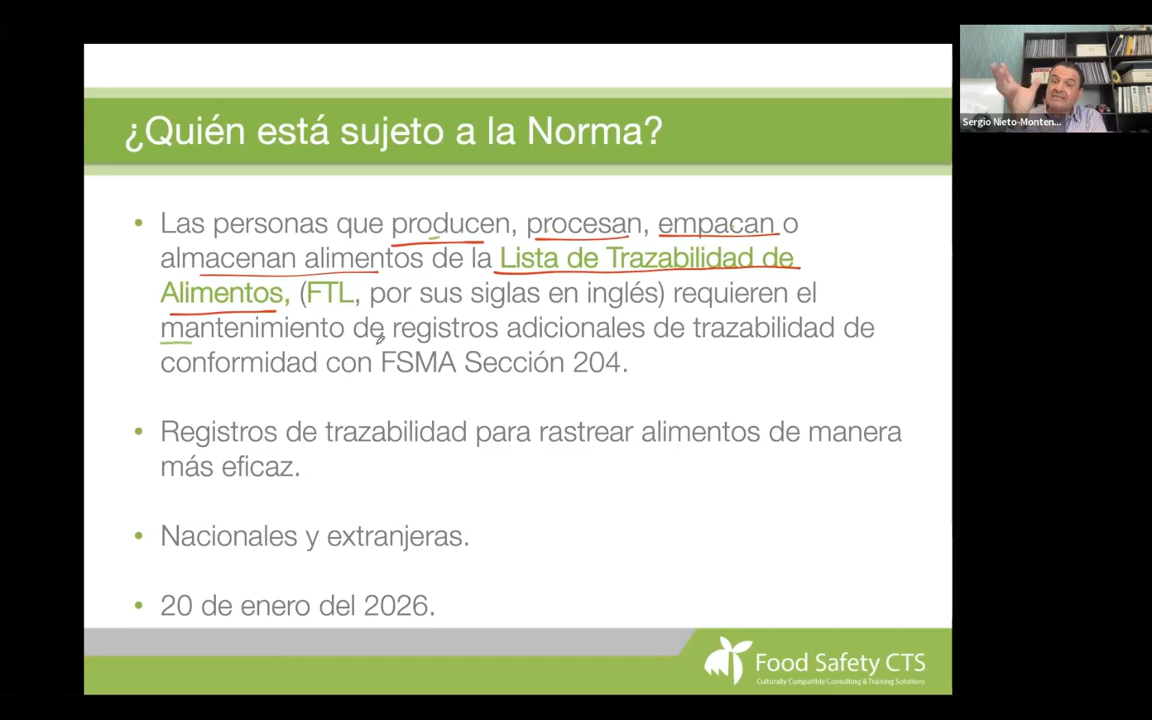 ¿Quién está sujeto a la Norma?
Sergio Nieto-Monten...
• Las personas que producen, procesan, empacan o
almacenan alimentos de la Lista de Trazabilidad de
Alimentos, (FTL, por sus siglas en inglés) requieren el
mantenimiento de registros adicionales de trazabilidad de
conformidad con FSMA Sección 204.
• Registros de trazabilidad para rastrear alimentos de manera
más eficaz.
• Nacionales y extranjeras.
• 20 de enero del 2026.
Food Safety CTS
Culturally Compatible Consulting & Training Solutions